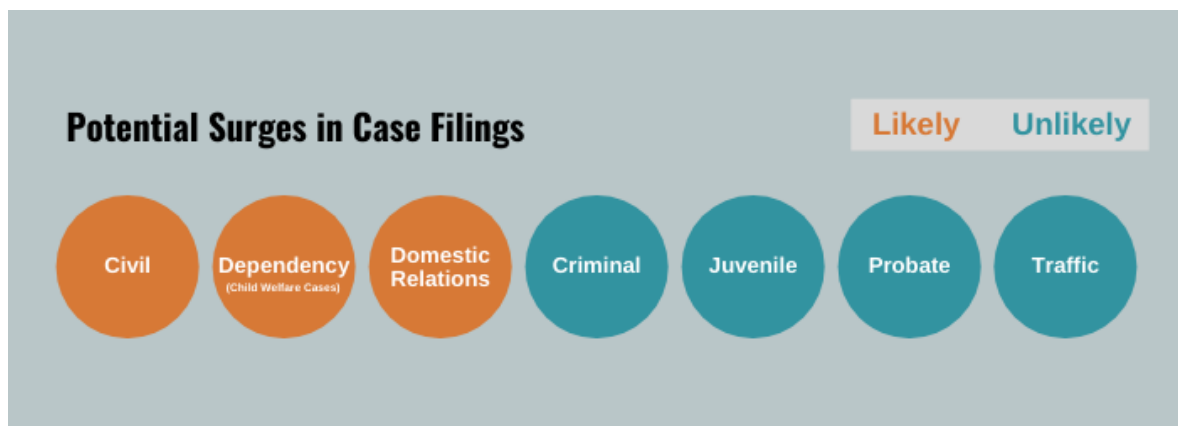 Potential Surges in Case Filings
Likely Unlikely
Civil
Dependency
(Child Welfare Cases)
Domestic
Relations
Criminal
Juvenile
Probate
Traffic